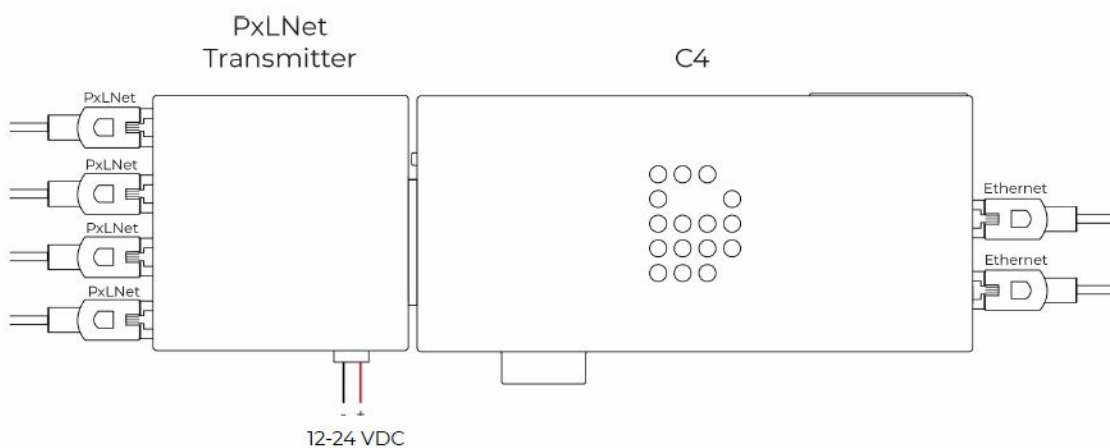 PxLNet
Transmitter
C4
PxLNet
PxLNet
PxLNet
PxLNet
Ethernet
Ethernet
- +
12-24 VDC